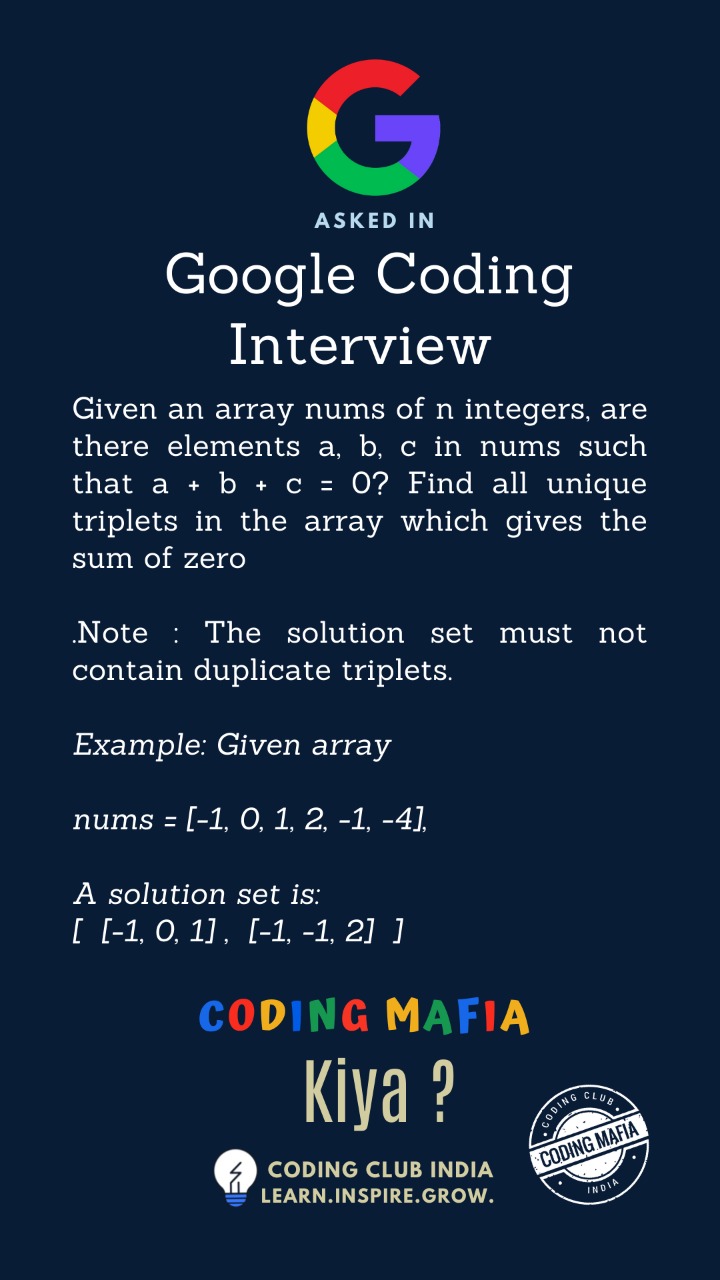 ASKED IN
Google Coding
Interview
Given an array nums of n integers, are
there elements a, b, c in nums such
that a + b + c = 0? Find all unique
triplets in the array which gives the
sum of zero
.Note : The solution set must not
contain duplicate triplets.
Example: Given array
nums = [-1, 0, 1, 2, -1, -4],
A solution set is:
[ [-1, 0, 1] , [-1, -1, 2] ]
CODING MAFIA
Kiya ?
CODING CLUB INDIA
LEARN.INSPIRE.GROW.
CODING CLUB
CODING MAFIA
INDIA